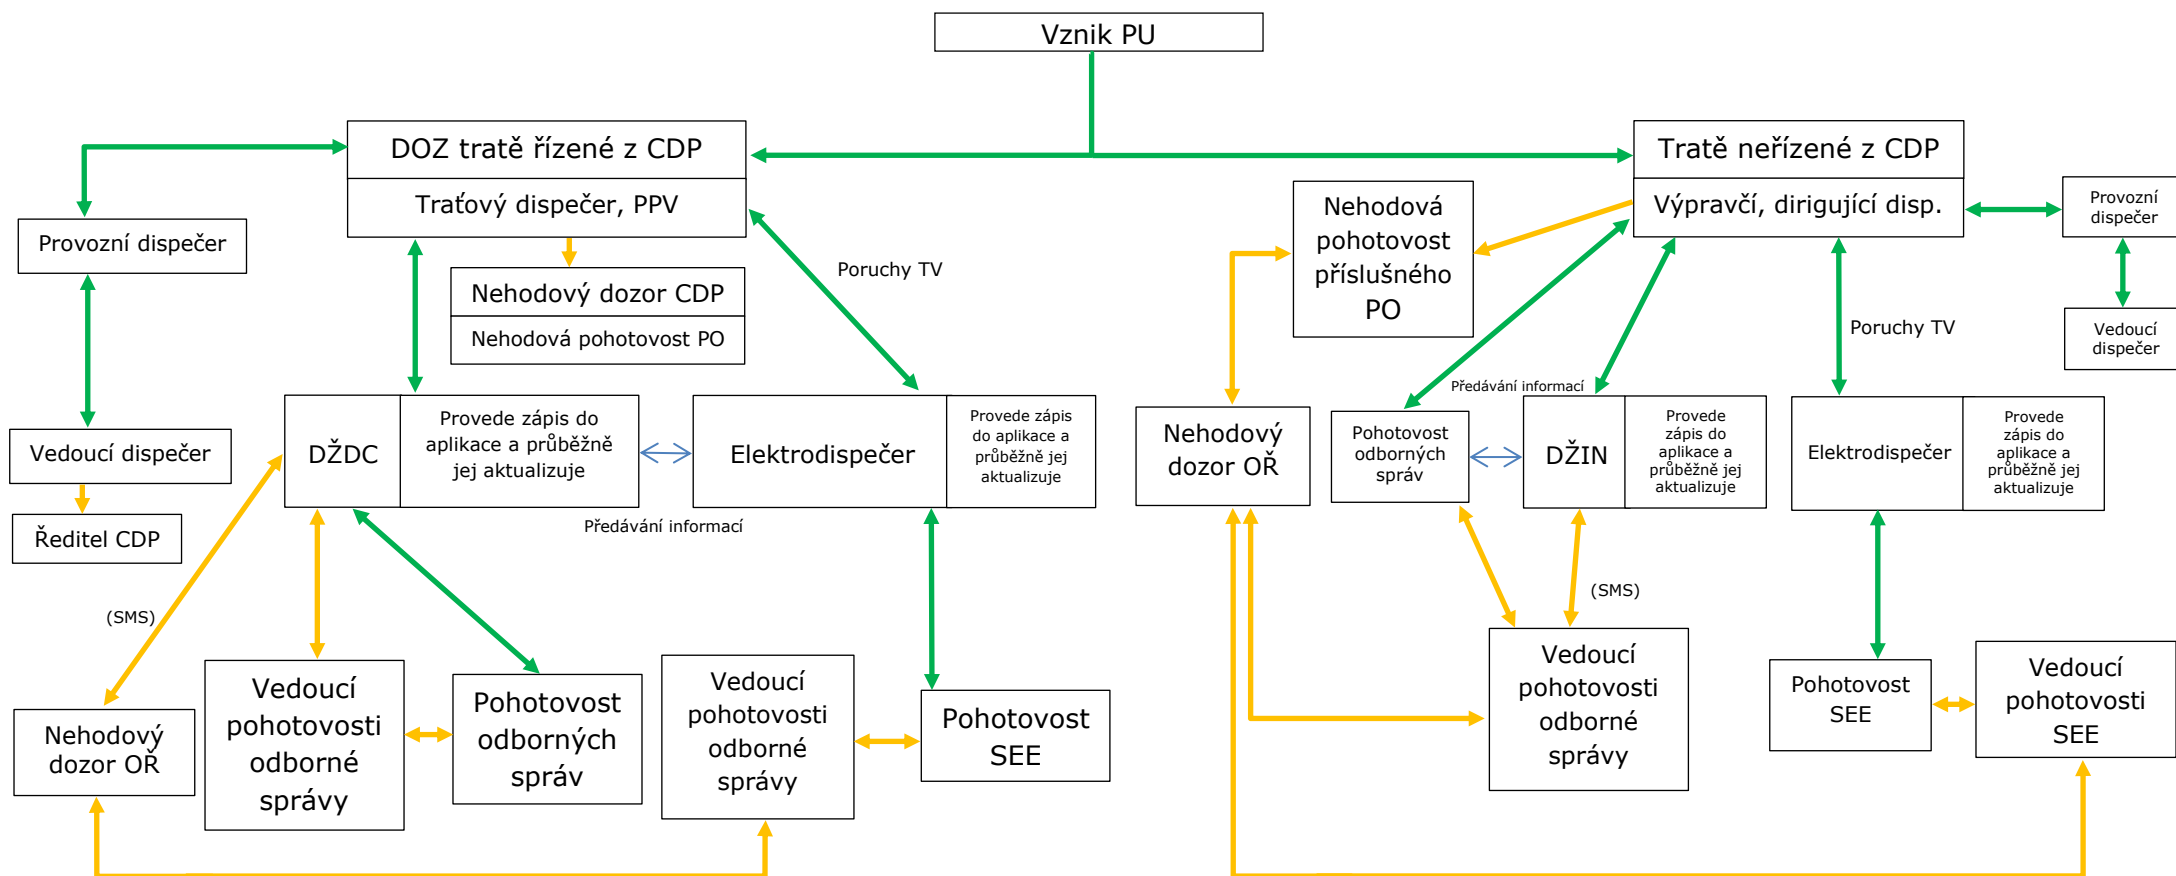 Vznik PU
DOZ tratě řízené z CDP
Traťový dispečer, PPV
Provozní dispečer
Nehodový dozor CDP
Nehodová pohotovost PO
Poruchy TV
Vedoucí dispečer
Ředitel CDP
DŽDC
Provede zápis do
aplikace a průběžně
jej aktualizuje
Elektrodispečer
Provede zápis
do aplikace a
průběžně jej
aktualizuje
Předávání informací
(SMS)
Nehodový
dozor OŘ
Vedoucí
pohotovosti
odborné
správy
Pohotovost
odborných
správ
Vedoucí
pohotovosti
odborné
správy
Pohotovost
SEE
Tratě neřízené z CDP
Výpravčí, dirigující disp.
Provozní
dispečer
Vedoucí
dispečer
Nehodová
pohotovost
příslušného
PO
Poruchy TV
Předávání informací
Nehodový
dozor OŘ
Pohotovost
odborných
správ
DŽIN
Provede
zápis do
aplikace a
průběžně jej
aktualizuje
Elektrodispečer
Provede
zápis do
aplikace a
průběžně jej
aktualizuje
(SMS)
Vedoucí
pohotovosti
odborné
správy
Pohotovost
SEE
Vedoucí
pohotovosti
SEE